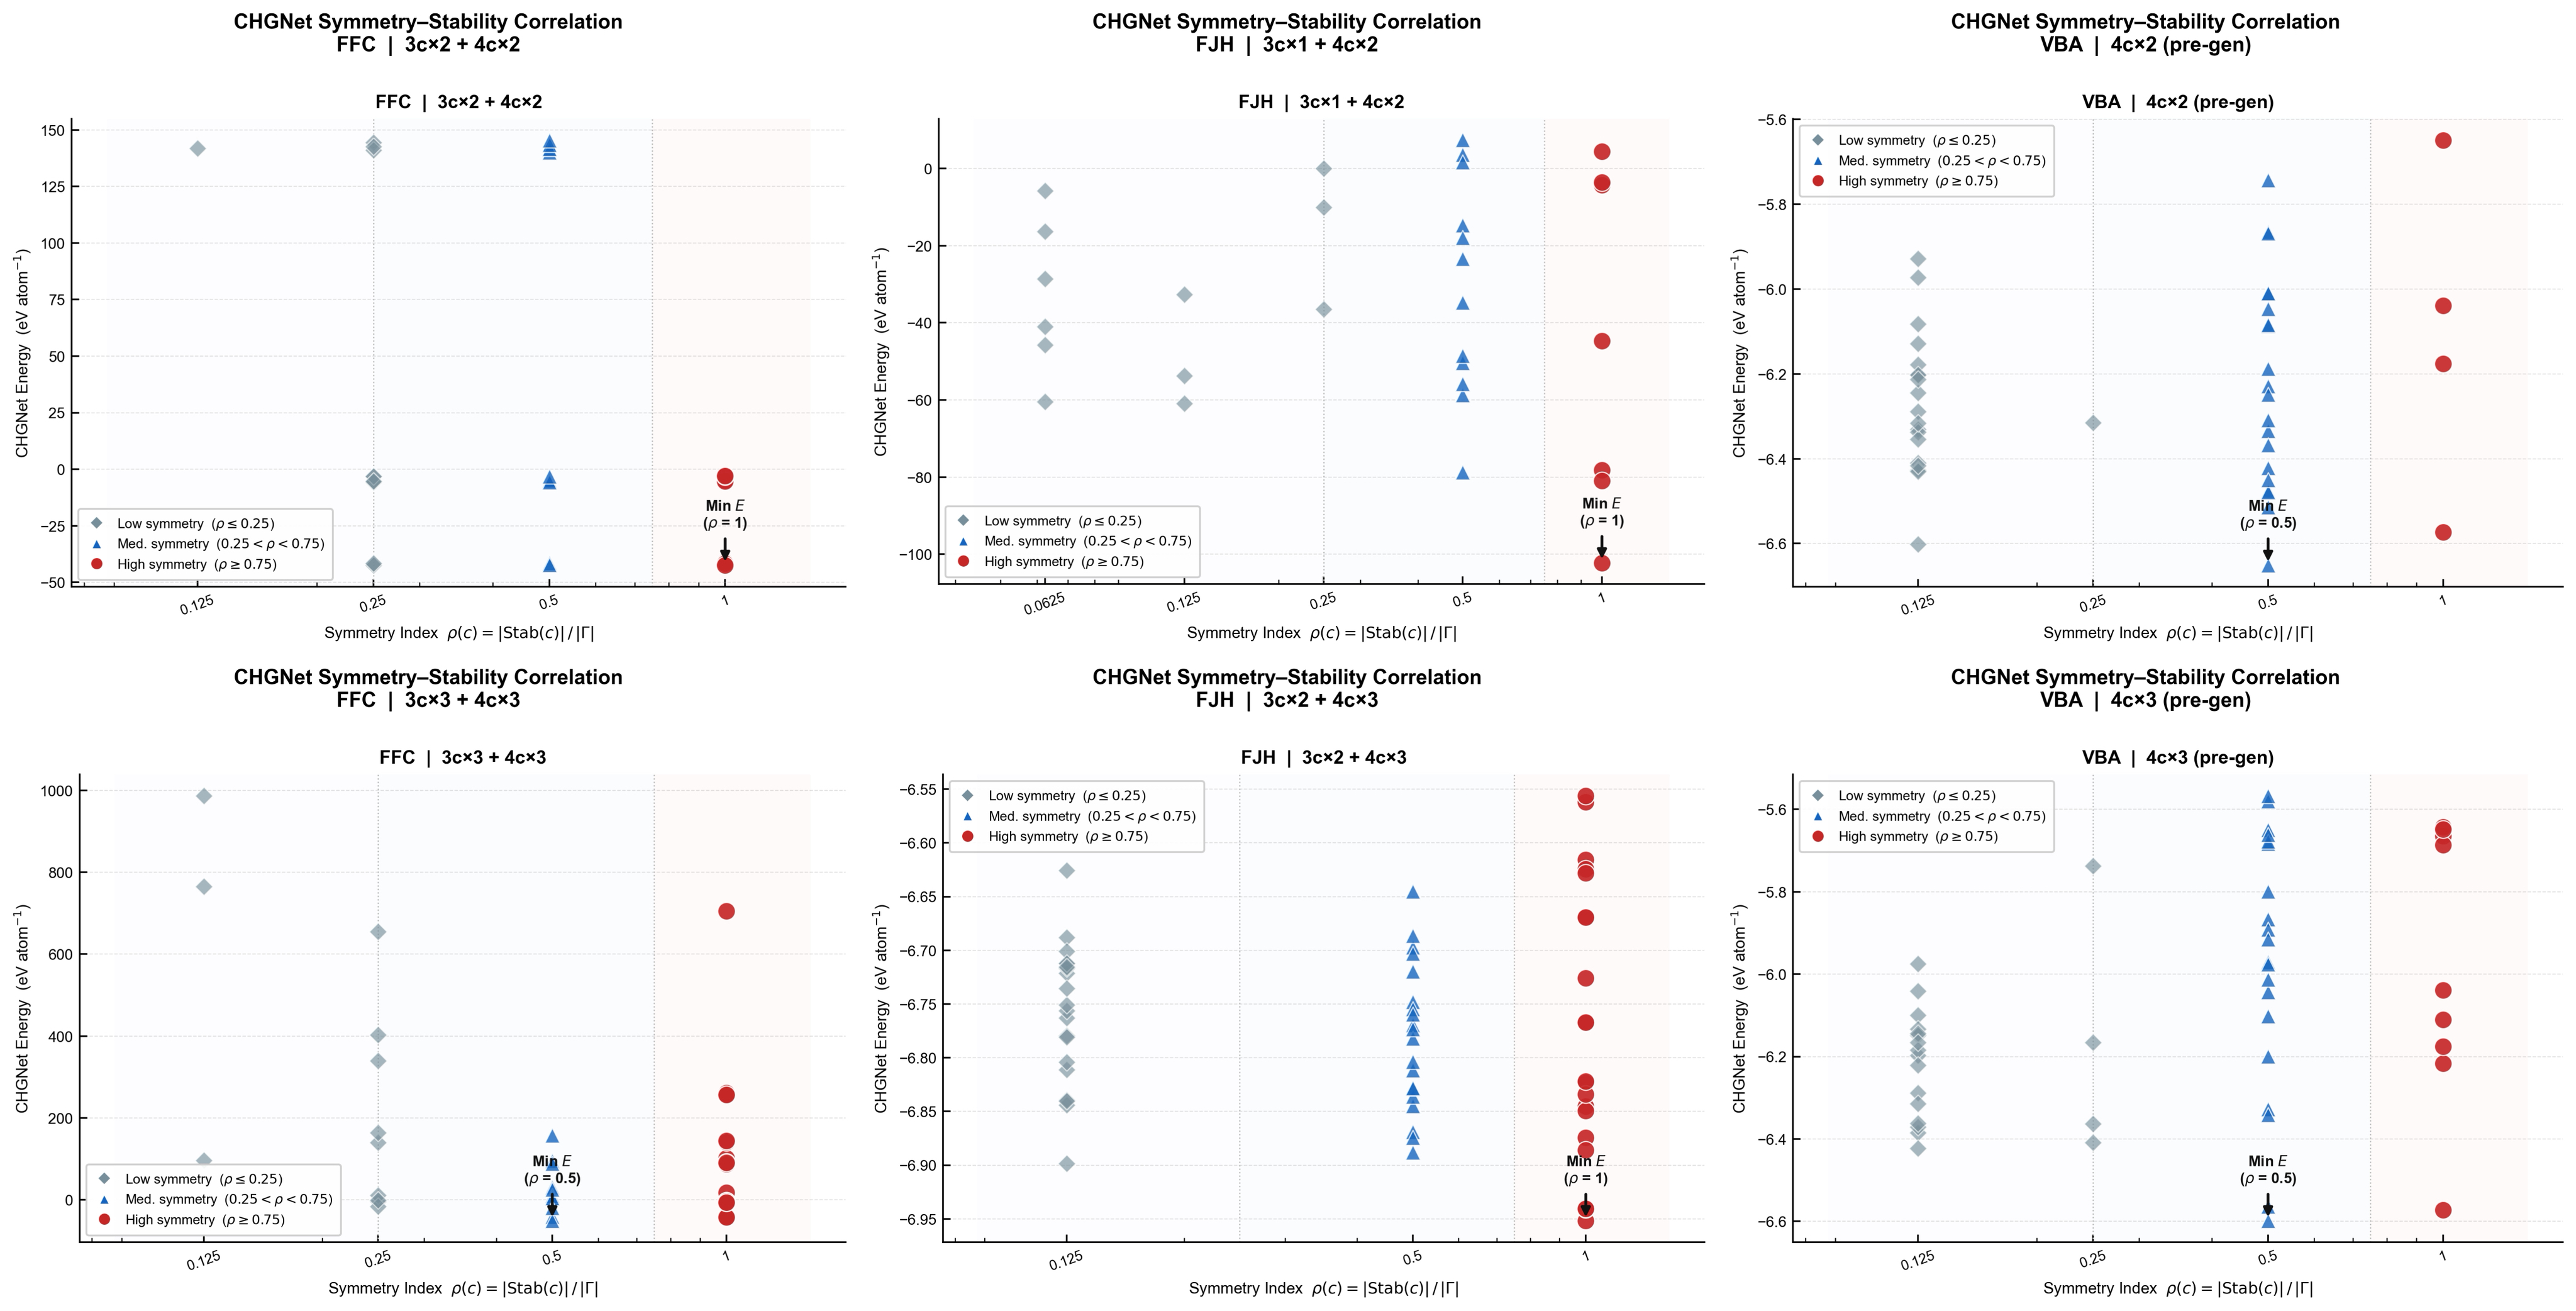 CHGNet Symmetry–Stability Correlation
FFC | 3c×2 + 4c×2
FFC | 3c×2 + 4c×2
CHGNet Energy (eV atom⁻¹)
150
125
100
75
50
25
0
−25
−50
Low symmetry (ρ ≤ 0.25)
Med. symmetry (0.25 < ρ < 0.75)
High symmetry (ρ ≥ 0.75)
Min E
(ρ = 1)
0.125
0.25
0.5
1
Symmetry Index ρ(c) = |Stab(c)| / |Γ|
CHGNet Symmetry–Stability Correlation
FJH | 3c×1 + 4c×2
FJH | 3c×1 + 4c×2
CHGNet Energy (eV atom⁻¹)
0
−20
−40
−60
−80
−100
Low symmetry (ρ ≤ 0.25)
Med. symmetry (0.25 < ρ < 0.75)
High symmetry (ρ ≥ 0.75)
Min E
(ρ = 1)
0.0625
0.125
0.25
0.5
1
Symmetry Index ρ(c) = |Stab(c)| / |Γ|
CHGNet Symmetry–Stability Correlation
VBA | 4c×2 (pre-gen)
VBA | 4c×2 (pre-gen)
CHGNet Energy (eV atom⁻¹)
−5.6
−5.8
−6.0
−6.2
−6.4
−6.6
Low symmetry (ρ ≤ 0.25)
Med. symmetry (0.25 < ρ < 0.75)
High symmetry (ρ ≥ 0.75)
Min E
(ρ = 0.5)
0.125
0.25
0.5
1
Symmetry Index ρ(c) = |Stab(c)| / |Γ|
CHGNet Symmetry–Stability Correlation
FFC | 3c×3 + 4c×3
FFC | 3c×3 + 4c×3
CHGNet Energy (eV atom⁻¹)
1000
800
600
400
200
0
Low symmetry (ρ ≤ 0.25)
Med. symmetry (0.25 < ρ < 0.75)
High symmetry (ρ ≥ 0.75)
Min E
(ρ = 0.5)
0.125
0.25
0.5
1
Symmetry Index ρ(c) = |Stab(c)| / |Γ|
CHGNet Symmetry–Stability Correlation
FJH | 3c×2 + 4c×3
FJH | 3c×2 + 4c×3
CHGNet Energy (eV atom⁻¹)
−6.55
−6.60
−6.65
−6.70
−6.75
−6.80
−6.85
−6.90
−6.95
Low symmetry (ρ ≤ 0.25)
Med. symmetry (0.25 < ρ < 0.75)
High symmetry (ρ ≥ 0.75)
Min E
(ρ = 1)
0.125
0.5
1
Symmetry Index ρ(c) = |Stab(c)| / |Γ|
CHGNet Symmetry–Stability Correlation
VBA | 4c×3 (pre-gen)
VBA | 4c×3 (pre-gen)
CHGNet Energy (eV atom⁻¹)
−5.6
−5.8
−6.0
−6.2
−6.4
−6.6
Low symmetry (ρ ≤ 0.25)
Med. symmetry (0.25 < ρ < 0.75)
High symmetry (ρ ≥ 0.75)
Min E
(ρ = 0.5)
0.125
0.25
0.5
1
Symmetry Index ρ(c) = |Stab(c)| / |Γ|